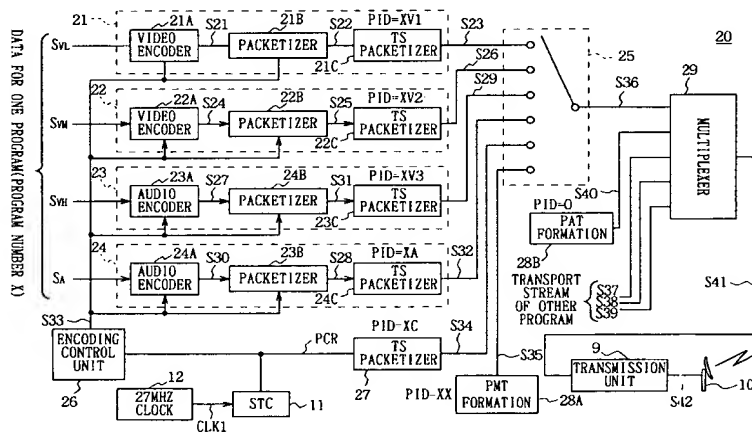 21
21A
S21
21B
S22
PID=XV1
S23
20
SVL
VIDEO ENCODER
PACKETIZER
TS PACKETIZER
21C
S26
25
29
22
22A
S24
22B
S25
PID=XV2
S29
S36
SVM
VIDEO ENCODER
PACKETIZER
TS PACKETIZER
22C
MULTIPLEXER
23
23A
S27
24B
S31
PID=XV3
SVH
AUDIO ENCODER
PACKETIZER
TS PACKETIZER
23C
S40
PID=0
PAT FORMATION
28B
24
24A
S30
23B
S28
PID=XA
S32
SA
AUDIO ENCODER
PACKETIZER
TS PACKETIZER
24C
TRANSPORT STREAM OF OTHER PROGRAM
S37
S38
S39
S41
DATA FOR ONE PROGRAM(PROGRAM NUMBER X)
S33
ENCODING CONTROL UNIT
26
PCR
PID-XC
S34
TS PACKETIZER
27
S35
9
TRANSMISSION UNIT
S42
10
12
27MHZ CLOCK
CLK1
STC
11
PID-XX
PMT FORMATION
28A